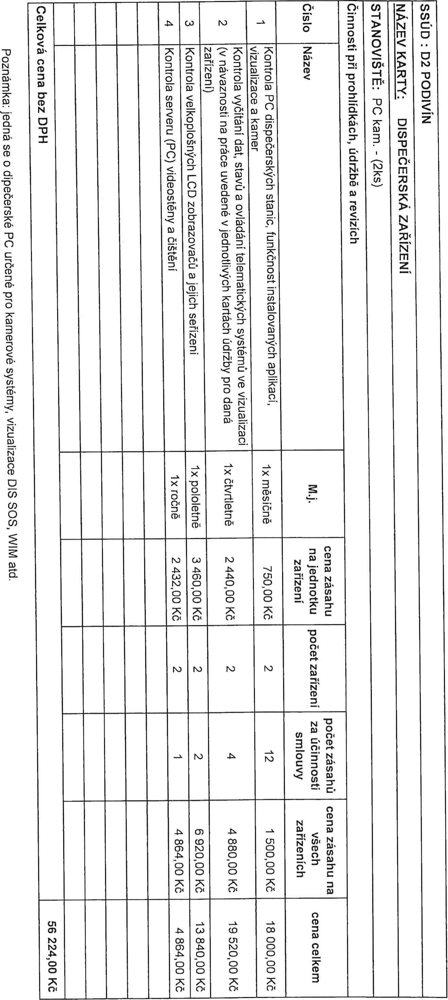 SSÚD : D2 PODIVÍN
NÁZEV KARTY: DISPEČERSKÁ ZAŘÍZENÍ
STANOVIŠTĚ: PC kam. - (2ks)
Činnosti při prohlídkách, údržbě a revizích
Číslo Název M.j. cena zásahu na jednotku zařízení počet zařízení počet zásahů za účinnosti smlouvy cena zásahu na všech zařízeních cena celkem
1 Kontrola PC dispečerských stanic, funkčnost instalovaných aplikací,
vizualizace a kamer 1x měsíčně 750,00 Kč 2 12 1 500,00 Kč 18 000,00 Kč
Kontrola vyčítání dat, stavů a ovládání telematických systémů ve vizualizaci
2 (v návaznosti na práce uvedené v jednotlivých kartách údržby pro daná 1x čtvrtletně 2 440,00 Kč 2 4 4 880,00 Kč 19 520,00 Kč
zařízení)
3 Kontrola velkoplošných LCD zobrazovačů a jejich seřízení 1x pololetně 3 460,00 Kč 2 2 6 920,00 Kč 13 840,00 Kč
4 Kontrola serveru (PC) videostěny a čištění 1x ročně 2 432,00 Kč 2 1 4 864,00 Kč 4 864,00 Kč
Celková cena bez DPH 56 224,00 Kč
Poznámka: jedná se o dipečerské PC určené pro kamerové systémy, vizualizace DIS SOS, WIM atd.